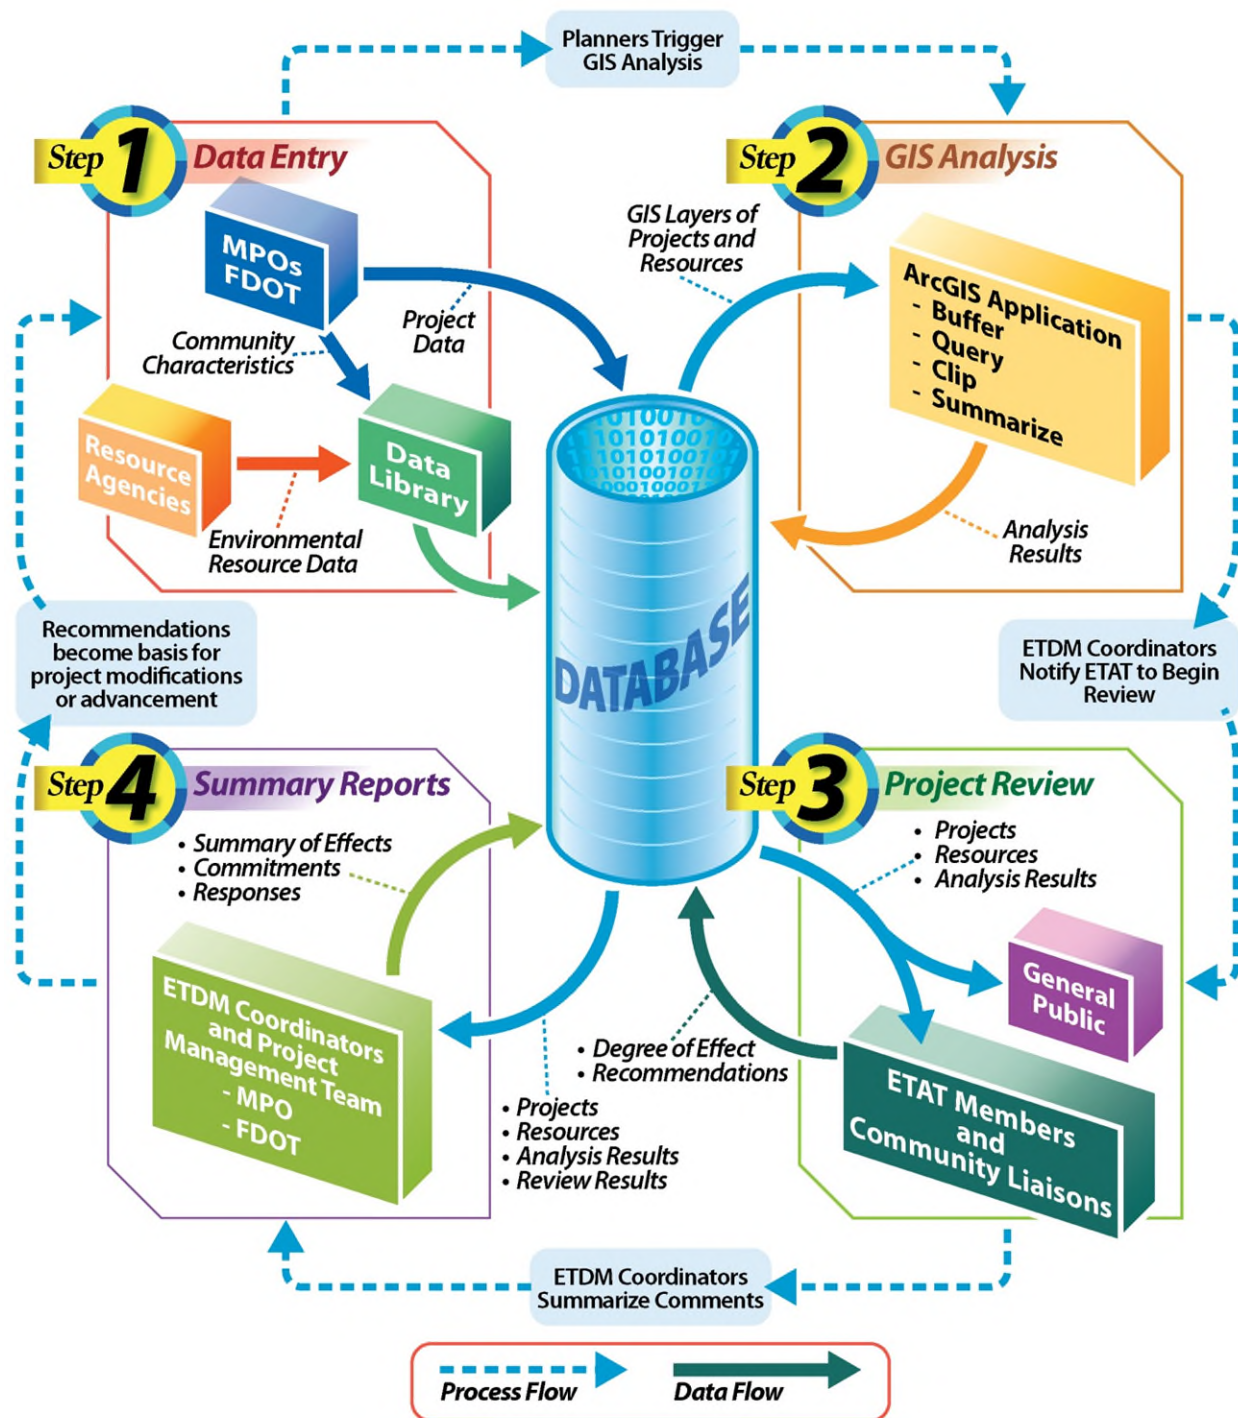 Planners Trigger
GIS Analysis
Step 1
Data Entry
MPOs
FDOT
Project
Data
Community
Characteristics
Resource
Agencies
Data
Library
Environmental
Resource Data
Step 2
GIS Analysis
GIS Layers of
Projects and
Resources
ArcGIS Application
- Buffer
- Query
- Clip
- Summarize
Analysis
Results
DATABASE
Recommendations
become basis for
project modifications
or advancement
ETDM Coordinators
Notify ETAT to Begin
Review
Step 4
Summary Reports
• Summary of Effects
• Commitments
• Responses
ETDM Coordinators
and Project
Management Team
- MPO
- FDOT
• Projects
• Resources
• Analysis Results
• Review Results
Step 3
Project Review
• Projects
• Resources
• Analysis Results
General
Public
• Degree of Effect
• Recommendations
ETAT Members
and
Community Liaisons
ETDM Coordinators
Summarize Comments
Process Flow
Data Flow